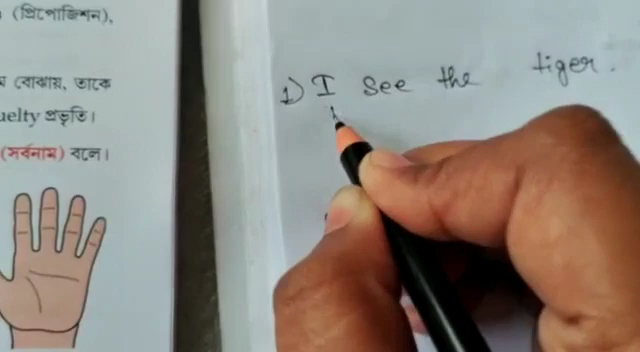 (প্রিপোজিশন),
বোঝায়, তাকে
uelty প্রভৃতি।
(সর্বনাম) বলে।
1) I see the tiger.